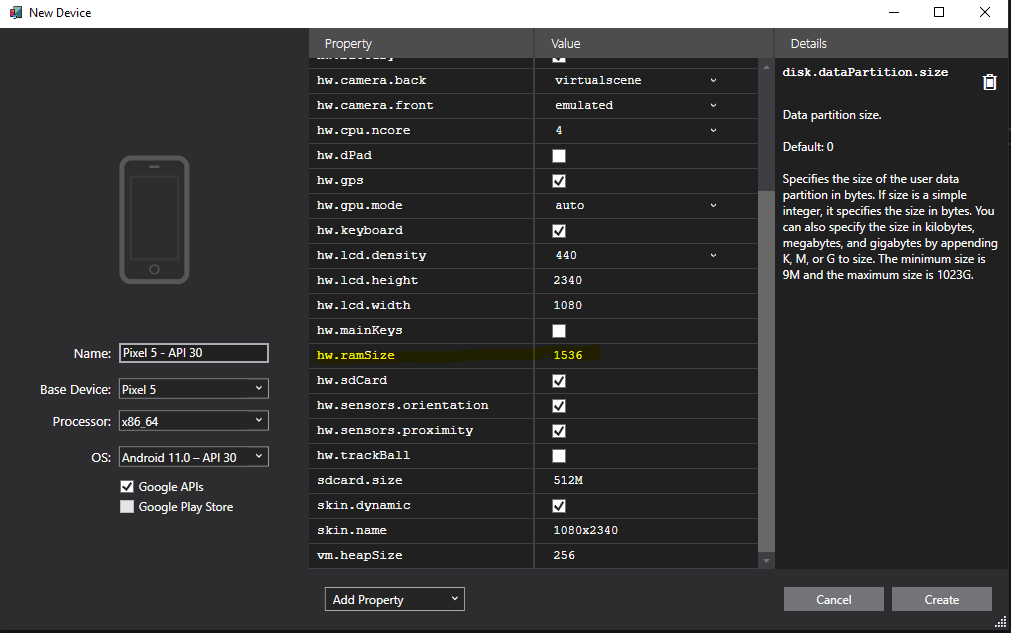 New Device
Property Value Details
hw.camera.back virtualscene
hw.camera.front emulated
hw.cpu.ncore 4
hw.dPad
hw.gps
hw.gpu.mode auto
hw.keyboard
hw.lcd.density 440
hw.lcd.height 2340
hw.lcd.width 1080
hw.mainKeys
hw.ramSize 1536
hw.sdCard
hw.sensors.orientation
hw.sensors.proximity
hw.trackBall
sdcard.size 512M
skin.dynamic
skin.name 1080x2340
vm.heapSize 256
Add Property
Name: Pixel 5 - API 30
Base Device: Pixel 5
Processor: x86_64
OS: Android 11.0 – API 30
Google APIs
Google Play Store
disk.dataPartition.size
Data partition size.
Default: 0
Specifies the size of the user data
partition in bytes. If size is a simple
integer, it specifies the size in bytes. You
can also specify the size in kilobytes,
megabytes, and gigabytes by appending
K, M, or G to size. The minimum size is
9M and the maximum size is 1023G.
Cancel Create